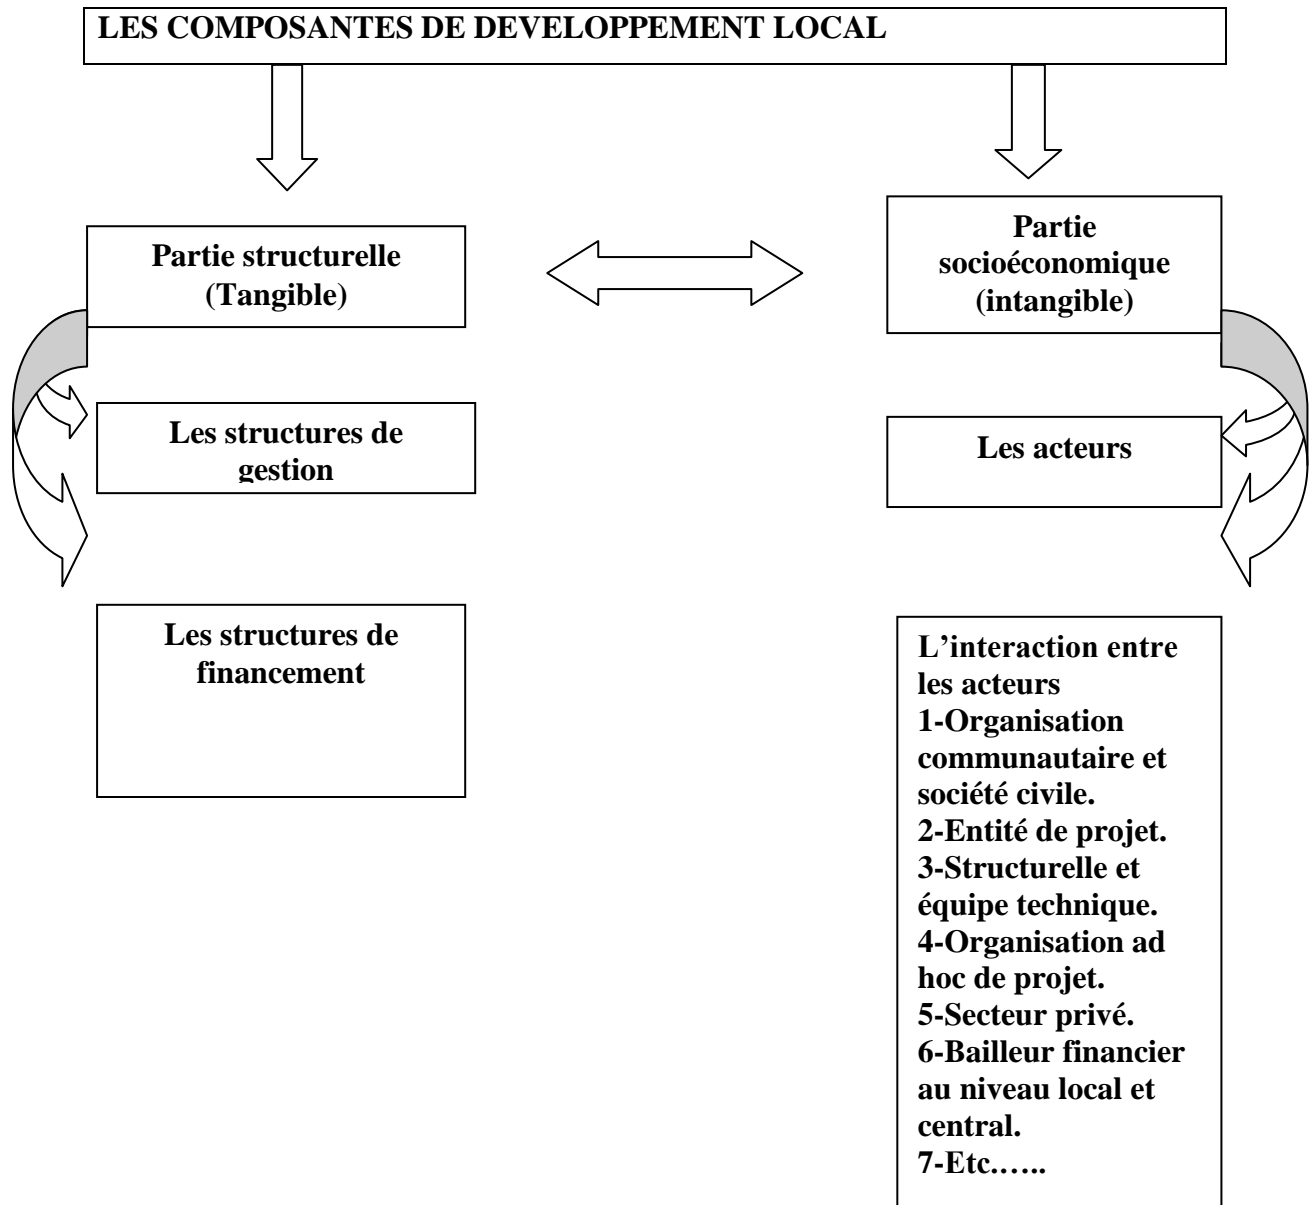 LES COMPOSANTES DE DEVELOPPEMENT LOCAL
Partie structurelle
(Tangible)
Partie
socioéconomique
(intangible)
Les structures de
gestion
Les acteurs
Les structures de
financement
L’interaction entre
les acteurs
1-Organisation
communautaire et
société civile.
2-Entité de projet.
3-Structurelle et
équipe technique.
4-Organisation ad
hoc de projet.
5-Secteur privé.
6-Bailleur financier
au niveau local et
central.
7-Etc.…..